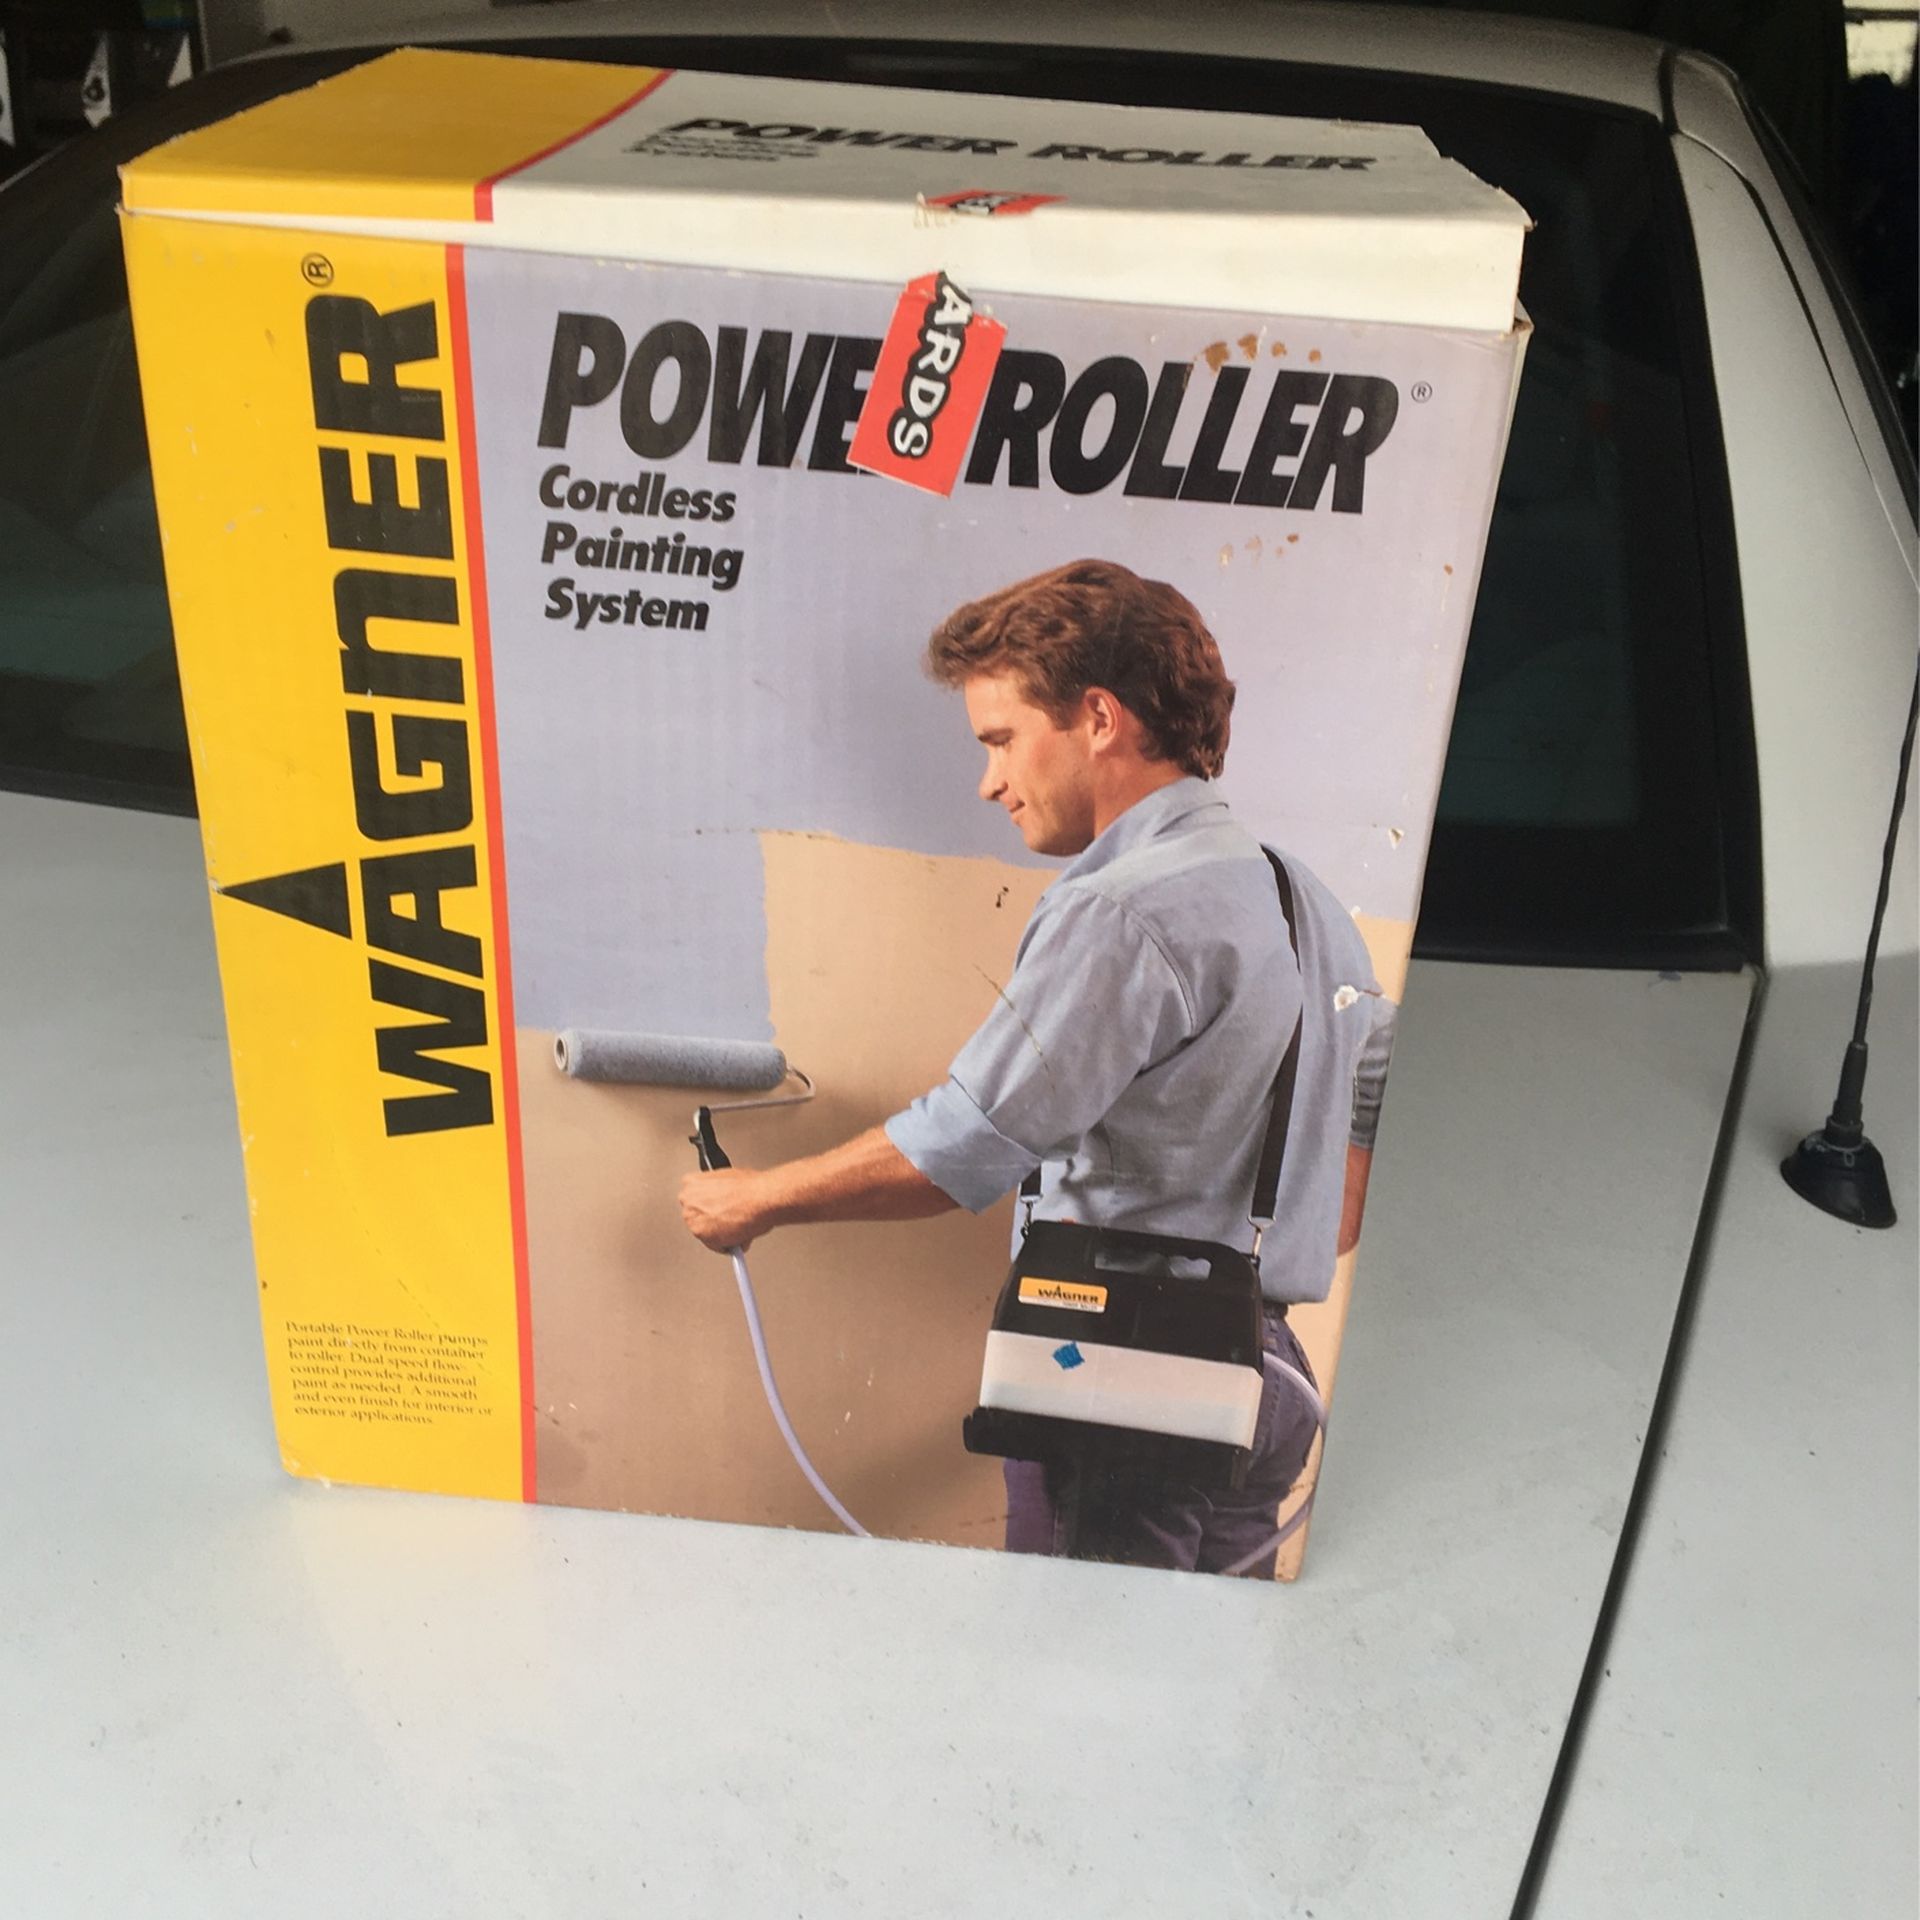 POWER ROLLER
WAGNER®
POWE ROLLER®
ARDS
Cordless
Painting
System
WAGNER
Portable Power Roller pumps
paint directly from container
to roller. Dual speed flow
control provides additional
paint as needed. A smooth
and even finish for interior or
exterior applications.